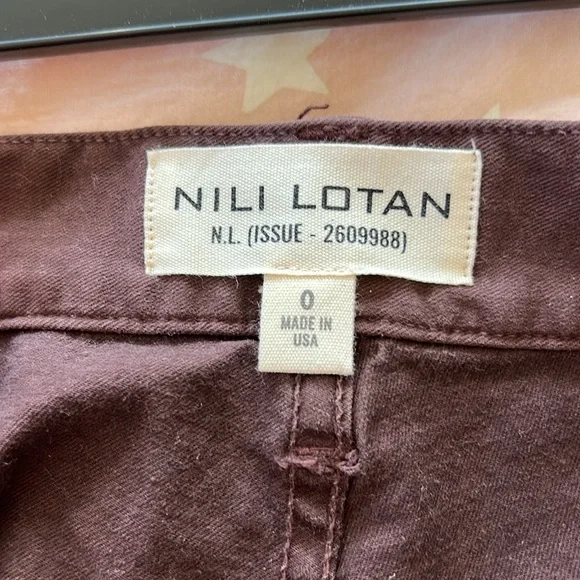 NILI LOTAN
N.L. (ISSUE - 2609988)
0
MADE IN
USA